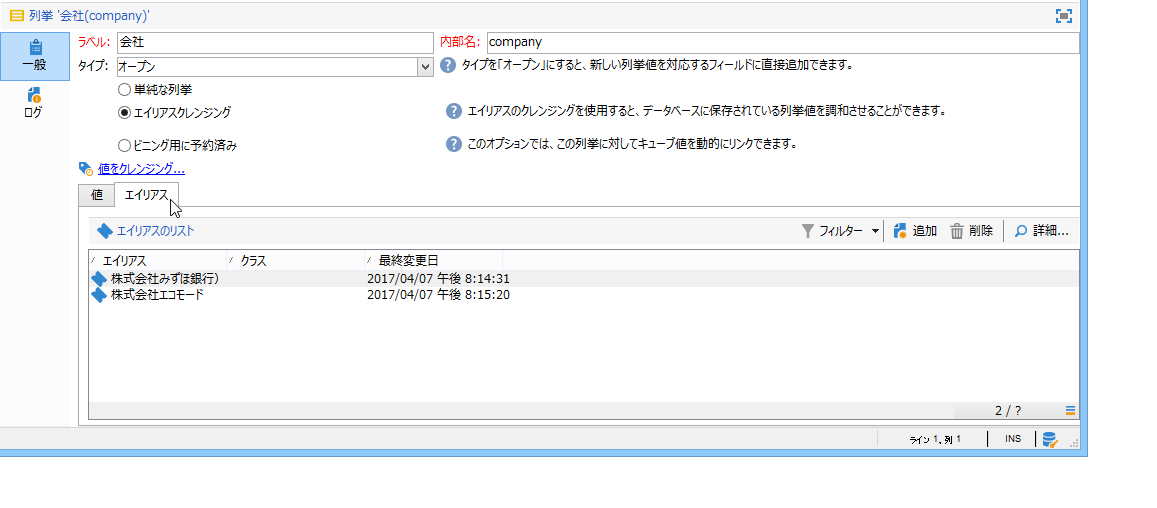 列挙 '会社(company)'
一般
ログ
ラベル: 会社 内部名: company
タイプ: オープン タイプを「オープン」にすると、新しい列挙値を対応するフィールドに直接追加できます。
単純な列挙
エイリアスクレンジング エイリアスのクレンジングを使用すると、データベースに保存されている列挙値を調和させることができます。
ビニング用に予約済み このオプションでは、この列挙に対してキューブ値を動的にリンクできます。
値をクレンジング...
値 エイリアス
エイリアスのリスト フィルター 追加 削除 詳細...
エイリアス クラス 最終変更日
株式会社みずほ銀行） 2017/04/07 午後 8:14:31
株式会社エコモード 2017/04/07 午後 8:15:20
2 / ?
ライン 1、列 1 INS